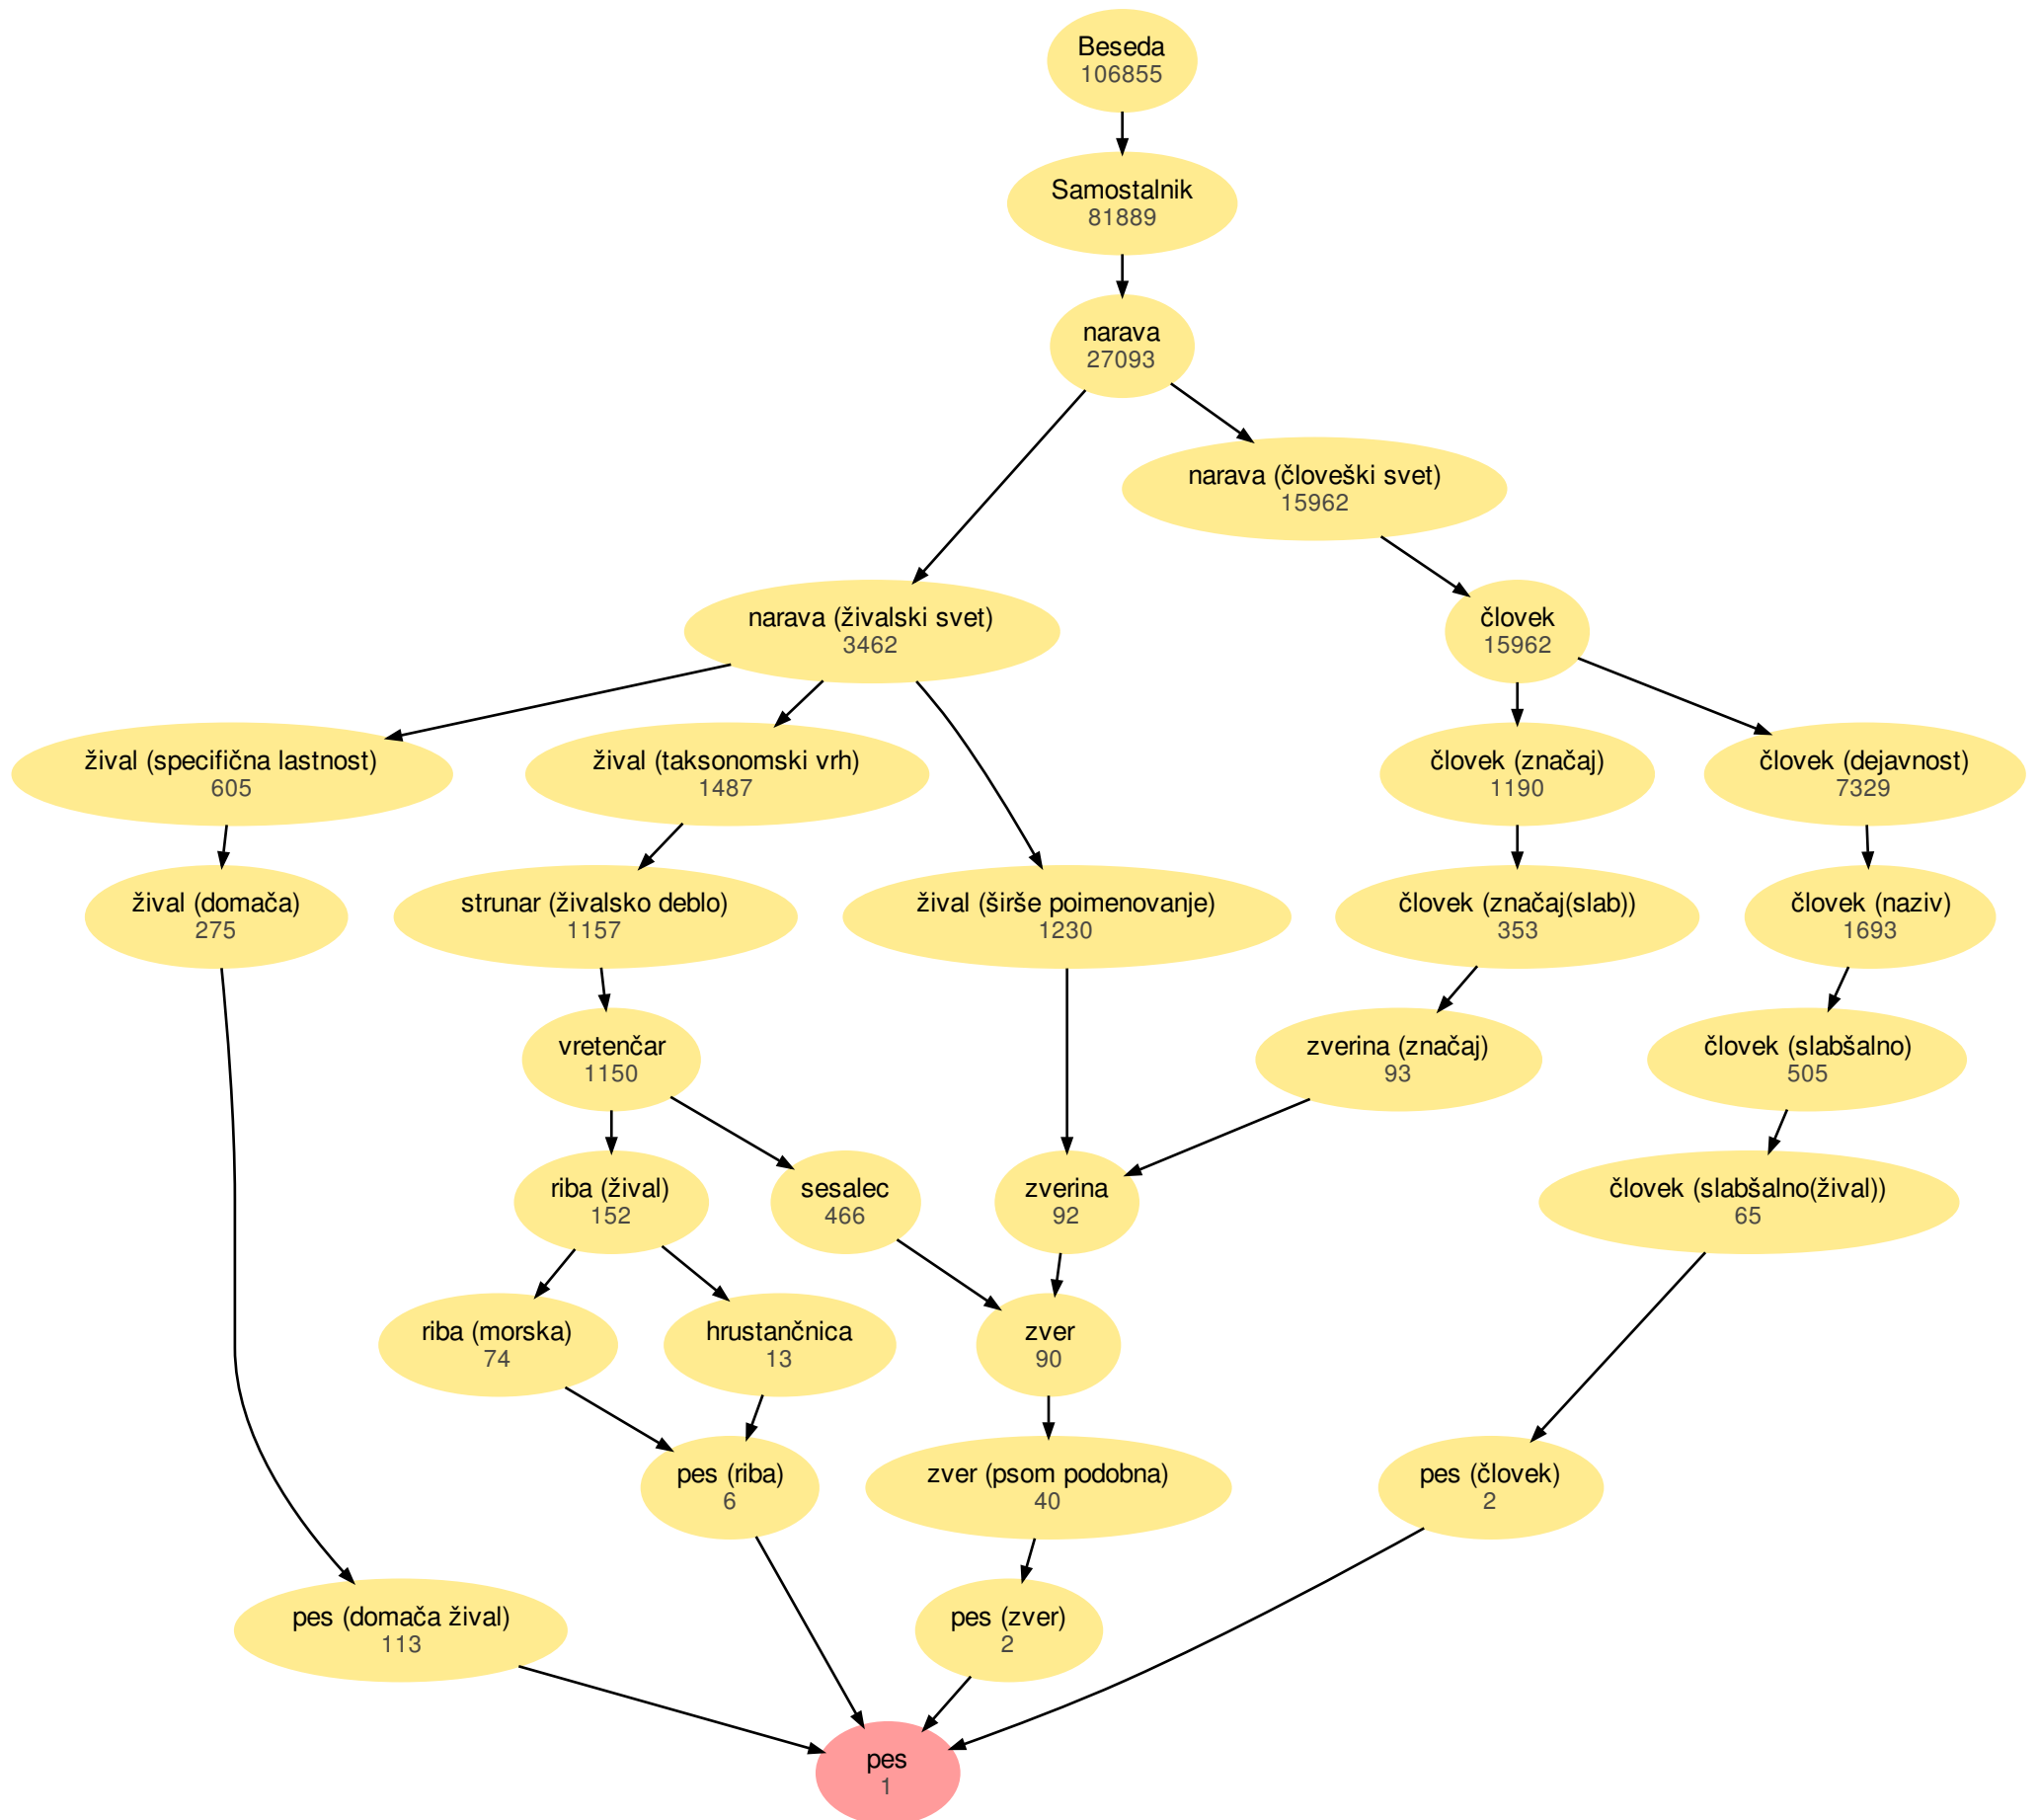 Beseda
106855
Samostalnik
81889
narava
27093
narava (človeški svet)
15962
narava (živalski svet)
3462
človek
15962
žival (specifična lastnost)
605
žival (taksonomski vrh)
1487
človek (značaj)
1190
človek (dejavnost)
7329
žival (domača)
275
strunar (živalsko deblo)
1157
žival (širše poimenovanje)
1230
človek (značaj(slab))
353
človek (naziv)
1693
vretenčar
1150
zverina (značaj)
93
človek (slabšalno)
505
riba (žival)
152
sesalec
466
zverina
92
človek (slabšalno(žival))
65
riba (morska)
74
hrustančnica
13
zver
90
pes (riba)
6
zver (psom podobna)
40
pes (človek)
2
pes (domača žival)
113
pes (zver)
2
pes
1